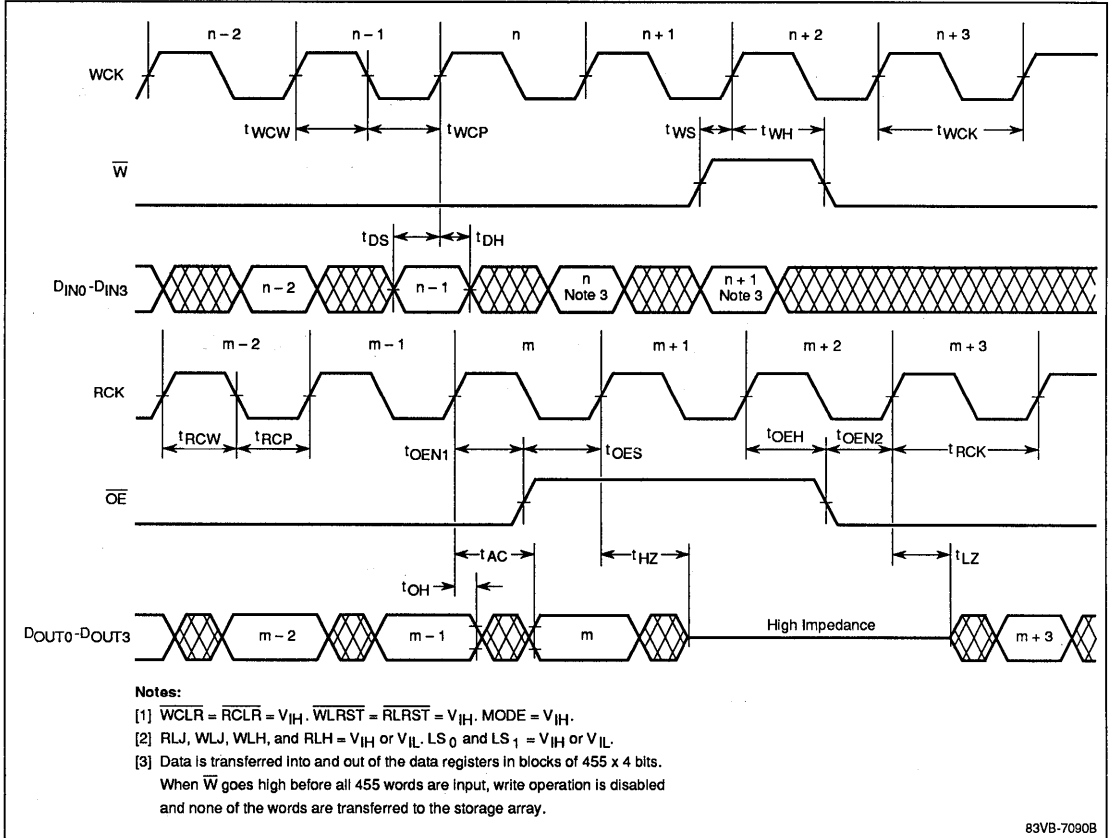 n – 2 n – 1 n n + 1 n + 2 n + 3
WCK
tWCW tWCP tWS tWH tWCK
W̅
tDS tDH
DIN0-DIN3 n – 2 n – 1 n Note 3 n + 1 Note 3
m – 2 m – 1 m m + 1 m + 2 m + 3
RCK
tRCW tRCP tOEN1 tOES tOEH tOEN2 tRCK
O̅E̅
tAC tHZ tLZ
tOH
DOUT0-DOUT3 m – 2 m – 1 m High Impedance m + 3
Notes:
[1] W̅C̅L̅R̅ = R̅C̅L̅R̅ = VIH. W̅L̅R̅S̅T̅ = R̅L̅R̅S̅T̅ = VIH. MODE = VIH.
[2] RLJ, WLJ, WLH, and RLH = VIH or VIL. LS0 and LS1 = VIH or VIL.
[3] Data is transferred into and out of the data registers in blocks of 455 x 4 bits.
When W̅ goes high before all 455 words are input, write operation is disabled
and none of the words are transferred to the storage array.
83VB-7090B